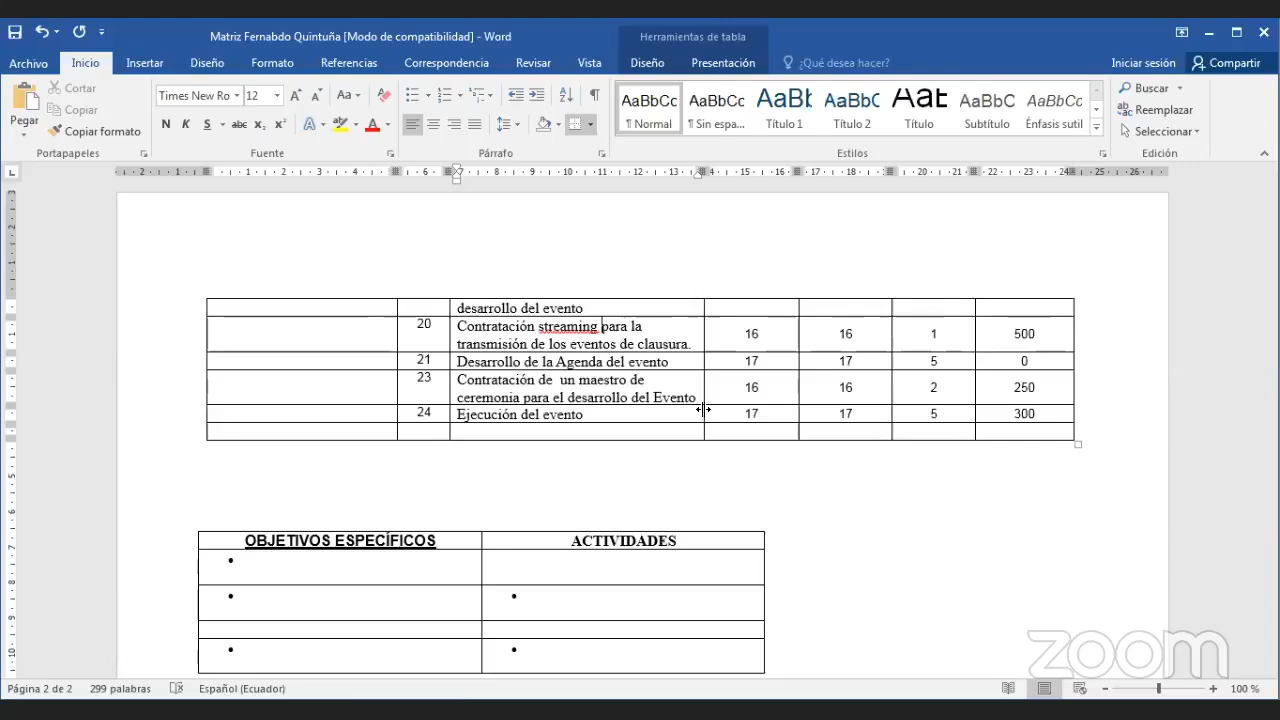 Matriz Fernabdo Quintuña [Modo de compatibilidad] - Word
Herramientas de tabla
Archivo Inicio Insertar Diseño Formato Referencias Correspondencia Revisar Vista Diseño Presentación ¿Qué desea hacer? Iniciar sesión Compartir
Pegar
Cortar
Copiar
Copiar formato
Portapapeles
Times New Ro 12
Fuente
Párrafo
AaBbCc AaBbCc AaBbC AaBbC AaBb AaBbCc AaBbCc
¶ Normal ¶ Sin espa... Título 1 Título 2 Título Subtítulo Énfasis sutil
Estilos
Buscar
Reemplazar
Seleccionar
Edición
desarrollo del evento
20 Contratación streaming para la transmisión de los eventos de clausura. 16 16 1 500
21 Desarrollo de la Agenda del evento 17 17 5 0
23 Contratación de un maestro de ceremonia para el desarrollo del Evento 16 16 2 250
24 Ejecución del evento 17 17 5 300
OBJETIVOS ESPECÍFICOS ACTIVIDADES
zoom
Página 2 de 2 299 palabras Español (Ecuador) 100 %